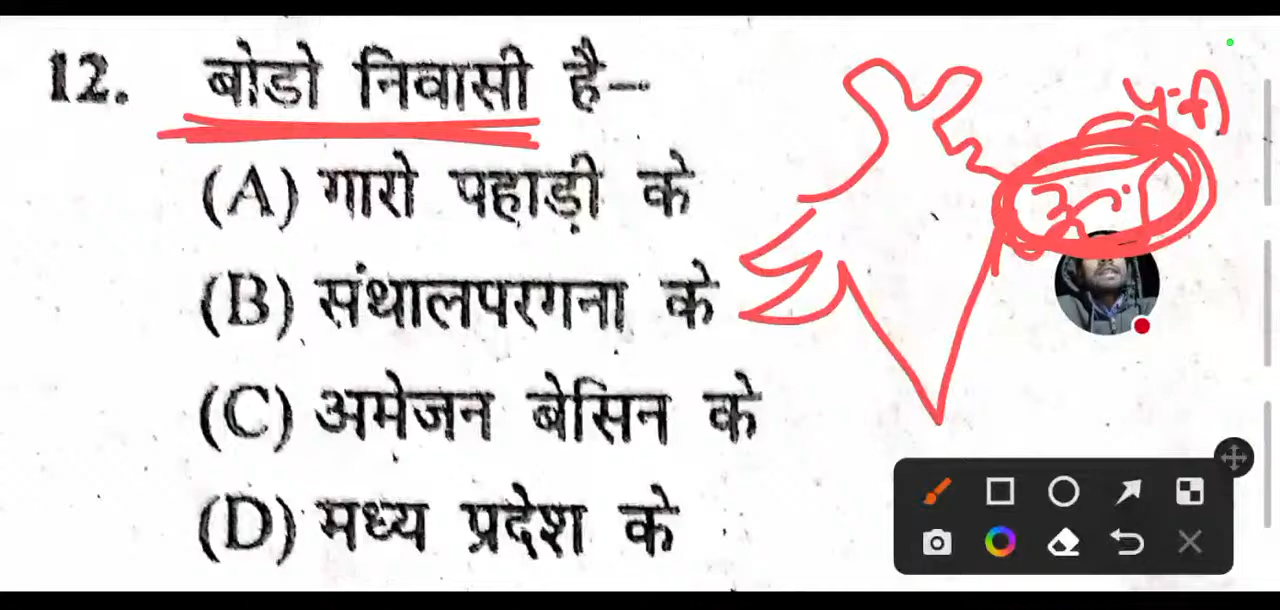 12. बोडो निवासी है–
(A) गारो पहाड़ी के
(B) संथालपरगना के
(C) अमेजन बेसिन के
(D) मध्य प्रदेश के